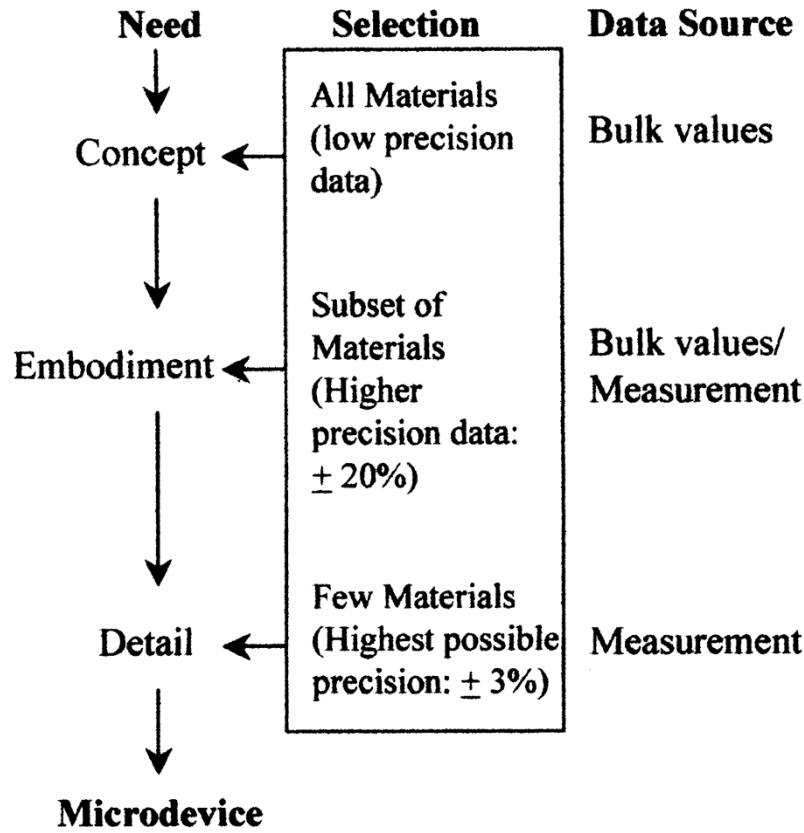 Need Selection Data Source
All Materials
(low precision
data)
Concept
Bulk values
Subset of
Materials
(Higher
precision data:
± 20%)
Embodiment
Bulk values/
Measurement
Few Materials
(Highest possible
precision: ± 3%)
Detail
Measurement
Microdevice